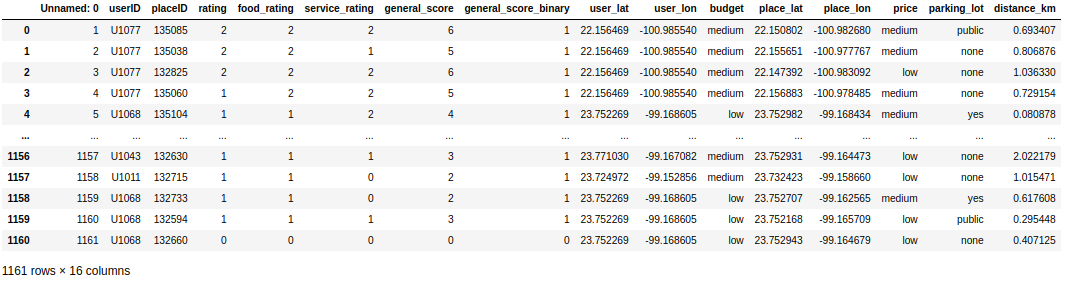 Unnamed: 0 userID placeID rating food_rating service_rating general_score general_score_binary user_lat user_lon budget place_lat place_lon price parking_lot distance_km
0 1 U1077 135085 2 2 2 6 1 22.156469 -100.985540 medium 22.150802 -100.982680 medium public 0.693407
1 2 U1077 135038 2 2 1 5 1 22.156469 -100.985540 medium 22.155651 -100.977767 medium none 0.806876
2 3 U1077 132825 2 2 2 6 1 22.156469 -100.985540 medium 22.147392 -100.983092 low none 1.036330
3 4 U1077 135060 1 2 2 5 1 22.156469 -100.985540 medium 22.156883 -100.978485 medium none 0.729154
4 5 U1068 135104 1 1 2 4 1 23.752269 -99.168605 low 23.752982 -99.168434 medium yes 0.080878
... ... ... ... ... ... ... ... ... ... ... ... ... ... ... ... ...
1156 1157 U1043 132630 1 1 1 3 1 23.771030 -99.167082 medium 23.752931 -99.164473 low none 2.022179
1157 1158 U1011 132715 1 1 0 2 1 23.724972 -99.152856 medium 23.732423 -99.158660 low none 1.015471
1158 1159 U1068 132733 1 1 0 2 1 23.752269 -99.168605 low 23.752707 -99.162565 medium yes 0.617608
1159 1160 U1068 132594 1 1 1 3 1 23.752269 -99.168605 low 23.752168 -99.165709 low public 0.295448
1160 1161 U1068 132660 0 0 0 0 0 23.752269 -99.168605 low 23.752943 -99.164679 low none 0.407125
1161 rows × 16 columns